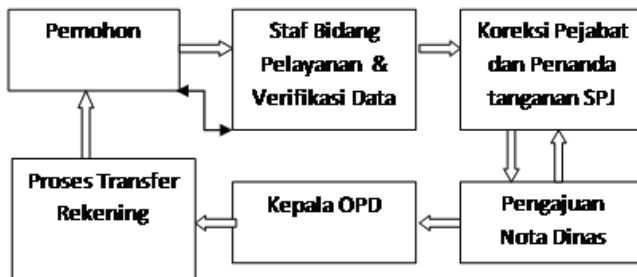 Pemohon
Staf Bidang
Pelayanan &
Verifikasi Data
Koreksi Pejabat
dan Penanda
tanganan SPJ
Proses Transfer
Rekening
Kepala OPD
Pengajuan
Nota Dinas